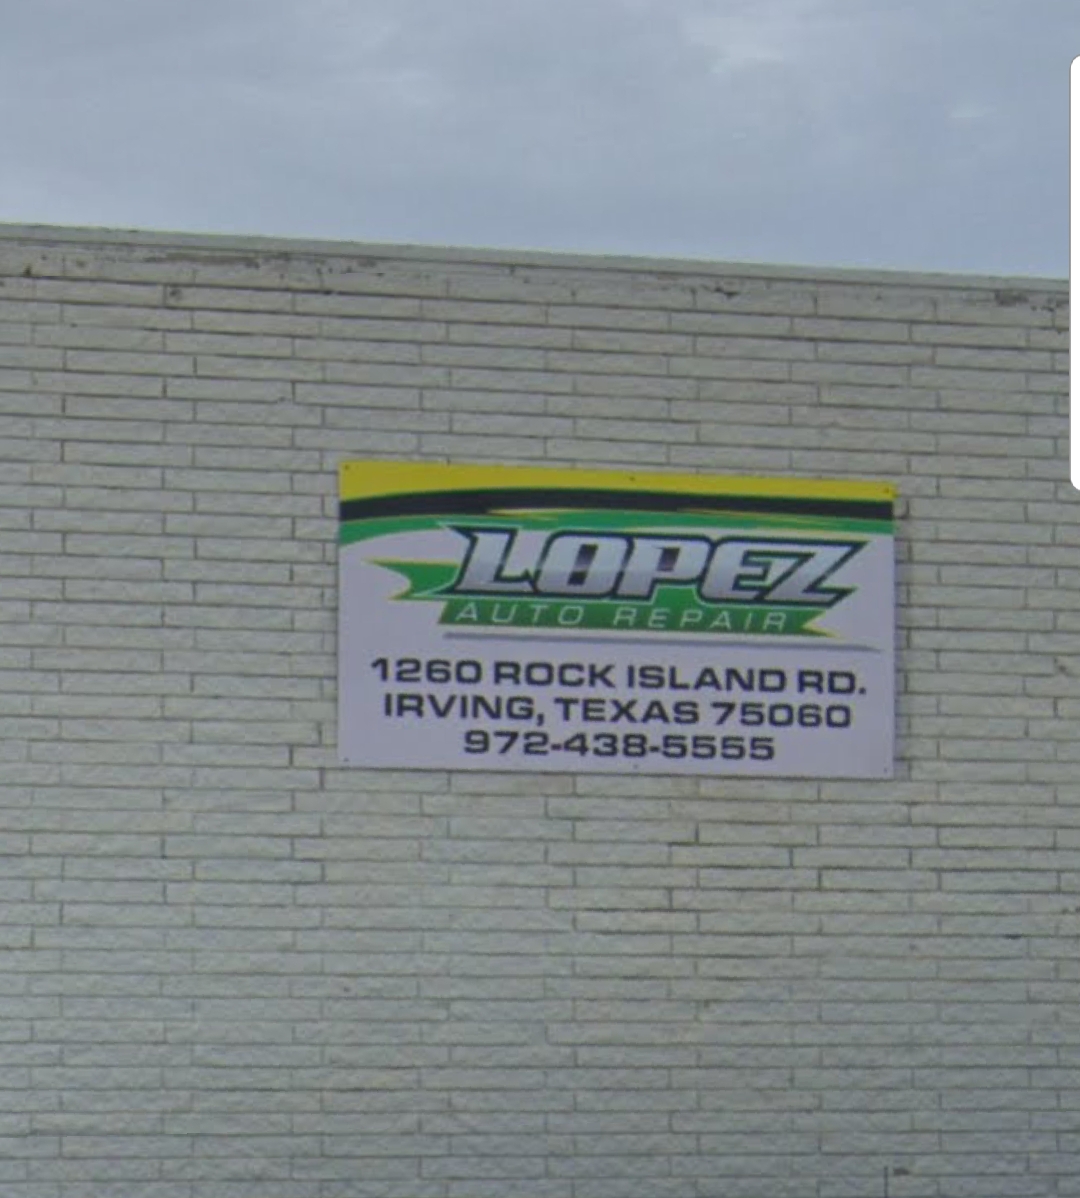 LOPEZ
AUTO REPAIR
1260 ROCK ISLAND RD.
IRVING, TEXAS 75060
972-438-5555